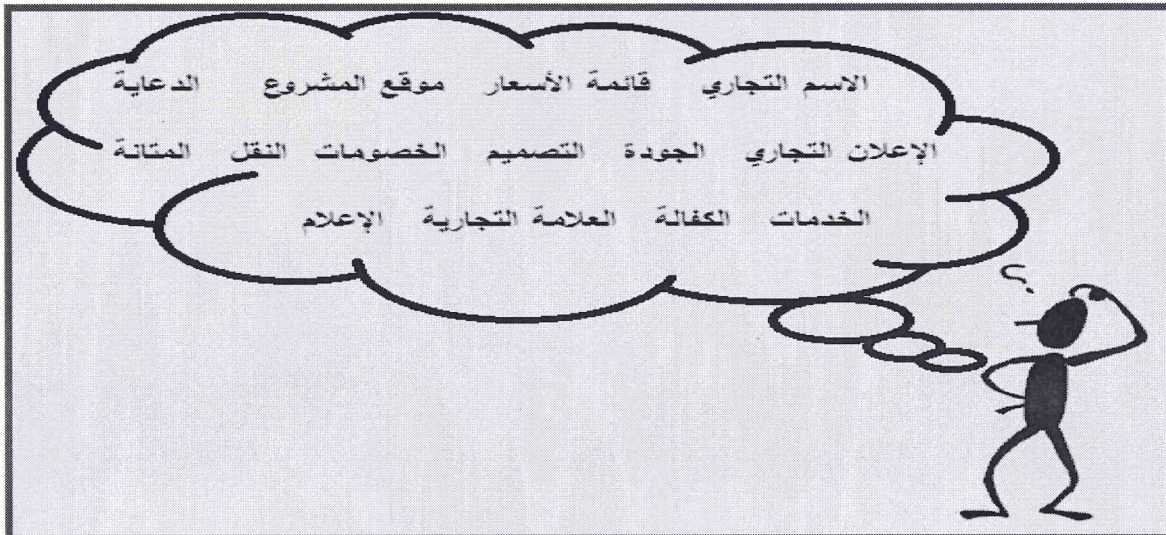 الاسم التجاري قائمة الأسعار موقع المشروع الدعاية
الإعلان التجاري الجودة التصميم الخصومات النقل المتانة
الخدمات الكفالة العلامة التجارية الإعلام
؟